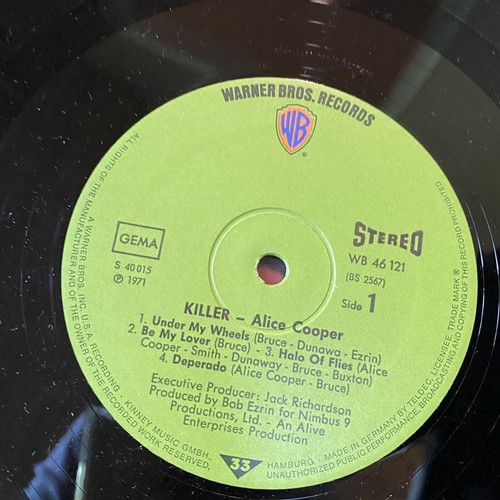 WARNER BROS. RECORDS
WB
®
GEMA
S 40 015
℗ 1971
STEREO
WB 46 121
(BS 2567)
Side 1
KILLER – Alice Cooper
1. Under My Wheels (Bruce - Dunawa - Ezrin)
2. Be My Lover (Bruce) - 3. Halo Of Flies (Alice
Cooper - Smith - Dunaway - Bruce - Buxton)
4. Deperado (Alice Cooper - Bruce)
Executive Producer: Jack Richardson
Produced by Bob Ezrin for Nimbus 9
Productions, Ltd. - An Alive
Enterprises Production
33
ALL RIGHTS OF THE MANUFACTURER AND OF THE OWNER OF THE RECORDED WORK RESERVED.
A WARNER BROS. INC. U.S.A. RECORDING · KINNEY MUSIC GMBH,
HAMBURG · MADE IN GERMANY BY TELDEC, LICENSEE TRADE MARK ®
UNAUTHORIZED PUBLIC PERFORMANCE, BROADCASTING AND COPYING OF THIS RECORD PROHIBITED